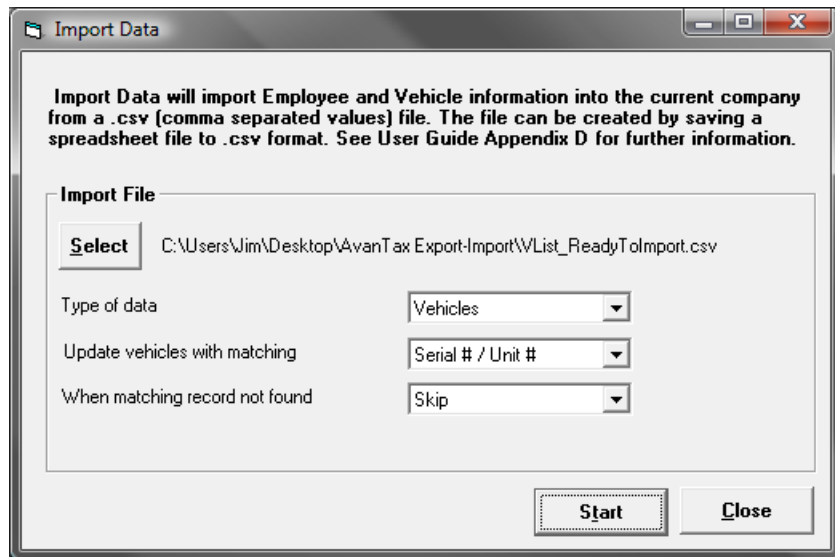 Import Data
Import Data will import Employee and Vehicle information into the current company
from a .csv (comma separated values) file. The file can be created by saving a
spreadsheet file to .csv format. See User Guide Appendix D for further information.
Import File
Select C:\Users\Jim\Desktop\AvanTax Export-Import\VList_ReadyToImport.csv
Type of data Vehicles
Update vehicles with matching Serial # / Unit #
When matching record not found Skip
Start Close